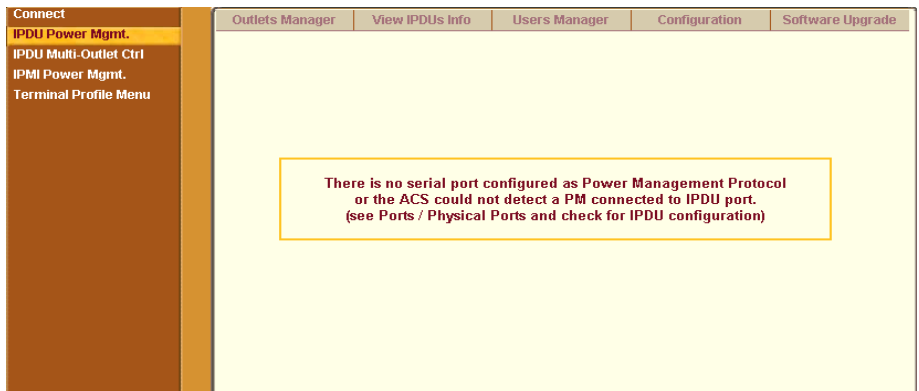 Connect
IPDU Power Mgmt.
IPDU Multi-Outlet Ctrl
IPMI Power Mgmt.
Terminal Profile Menu
Outlets Manager View IPDUs Info Users Manager Configuration Software Upgrade
There is no serial port configured as Power Management Protocol
or the ACS could not detect a PM connected to IPDU port.
(see Ports / Physical Ports and check for IPDU configuration)